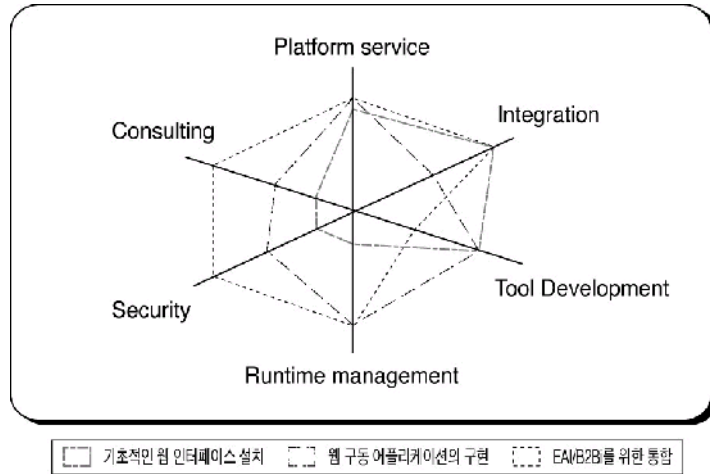 Platform service
Integration
Consulting
Tool Development
Security
Runtime management
기초적인 웹 인터페이스 설치 웹 구동 어플리케이션의 구현 EAI/B2Bi를 위한 통합